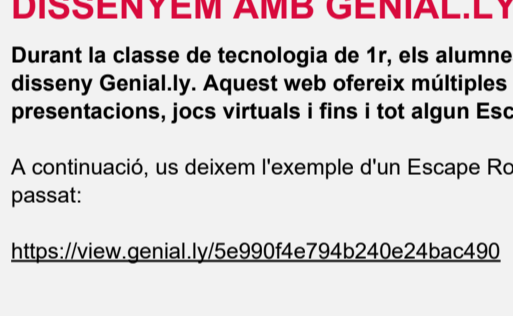 DISSENYEM AMB GENIAL.LY
Durant la classe de tecnologia de 1r, els alumne
disseny Genial.ly. Aquest web ofereix múltiples
presentacions, jocs virtuals i fins i tot algun Esc
A continuació, us deixem l'exemple d'un Escape Ro
passat:
https://view.genial.ly/5e990f4e794b240e24bac490